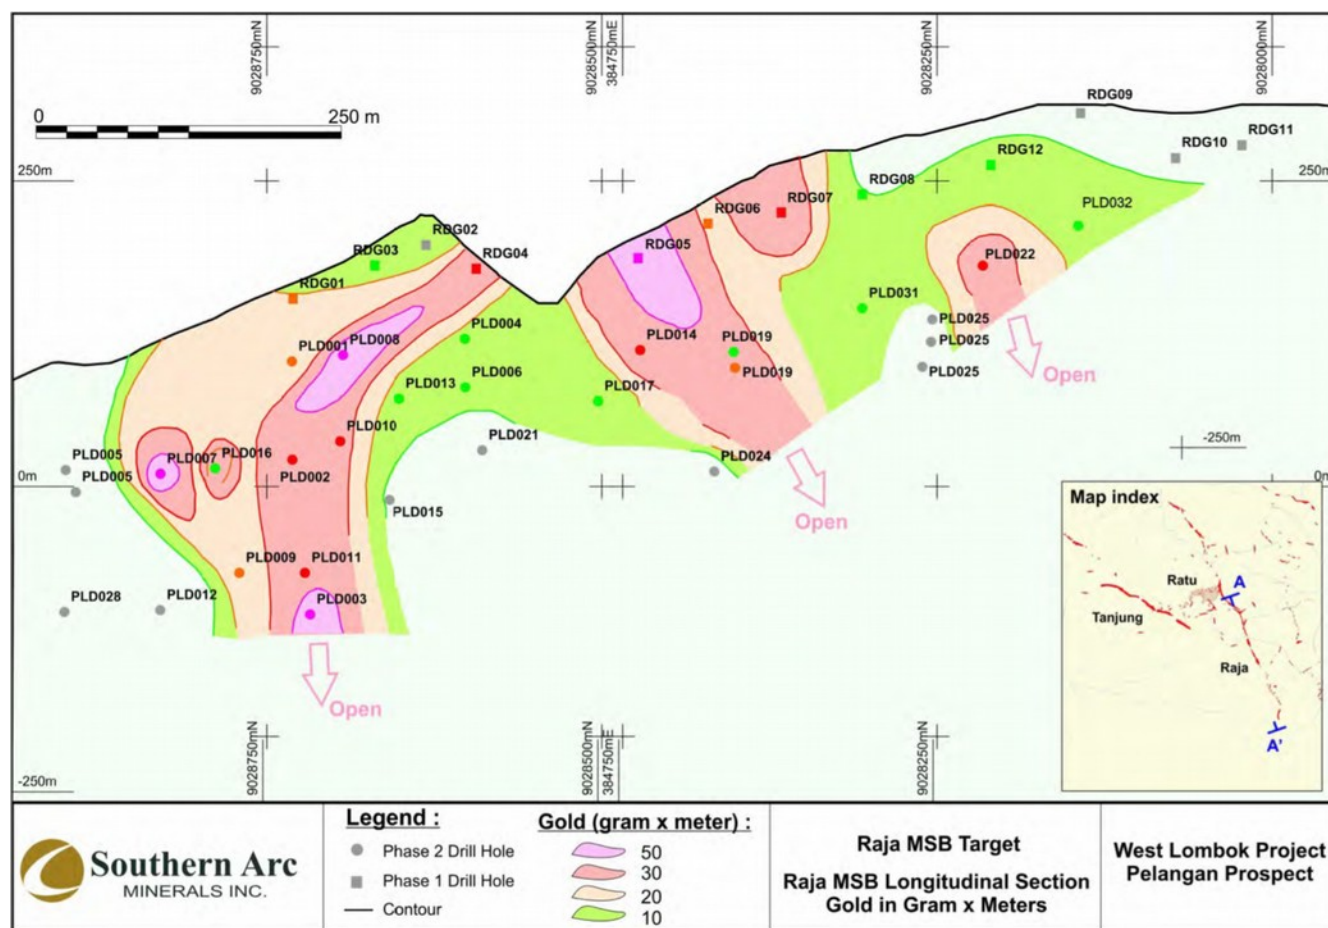 9028750mN
9028500mN
384750mE
9028250mN
9028000mN
0 250 m
RDG09
RDG10
RDG11
250m
250m
RDG12
RDG08
RDG07
RDG06
PLD032
RDG02
RDG03
RDG04
RDG05
PLD022
RDG01
PLD031
PLD004
PLD025
PLD001
PLD008
PLD014
PLD019
PLD025
PLD019
PLD025
Open
PLD013
PLD006
PLD017
PLD010
PLD021
-250m
PLD005
PLD007
PLD016
PLD002
PLD024
PLD005
0m
0m
PLD015
Open
Map index
PLD009
PLD011
Ratu
A
PLD028
PLD012
PLD003
Tanjung
Raja
Open
A'
9028750mN
9028500mN
384750mE
9028250mN
-250m
Southern Arc
MINERALS INC.
Legend :
Phase 2 Drill Hole
Phase 1 Drill Hole
Contour
Gold (gram x meter) :
50
30
20
10
Raja MSB Target
Raja MSB Longitudinal Section
Gold in Gram x Meters
West Lombok Project
Pelangan Prospect